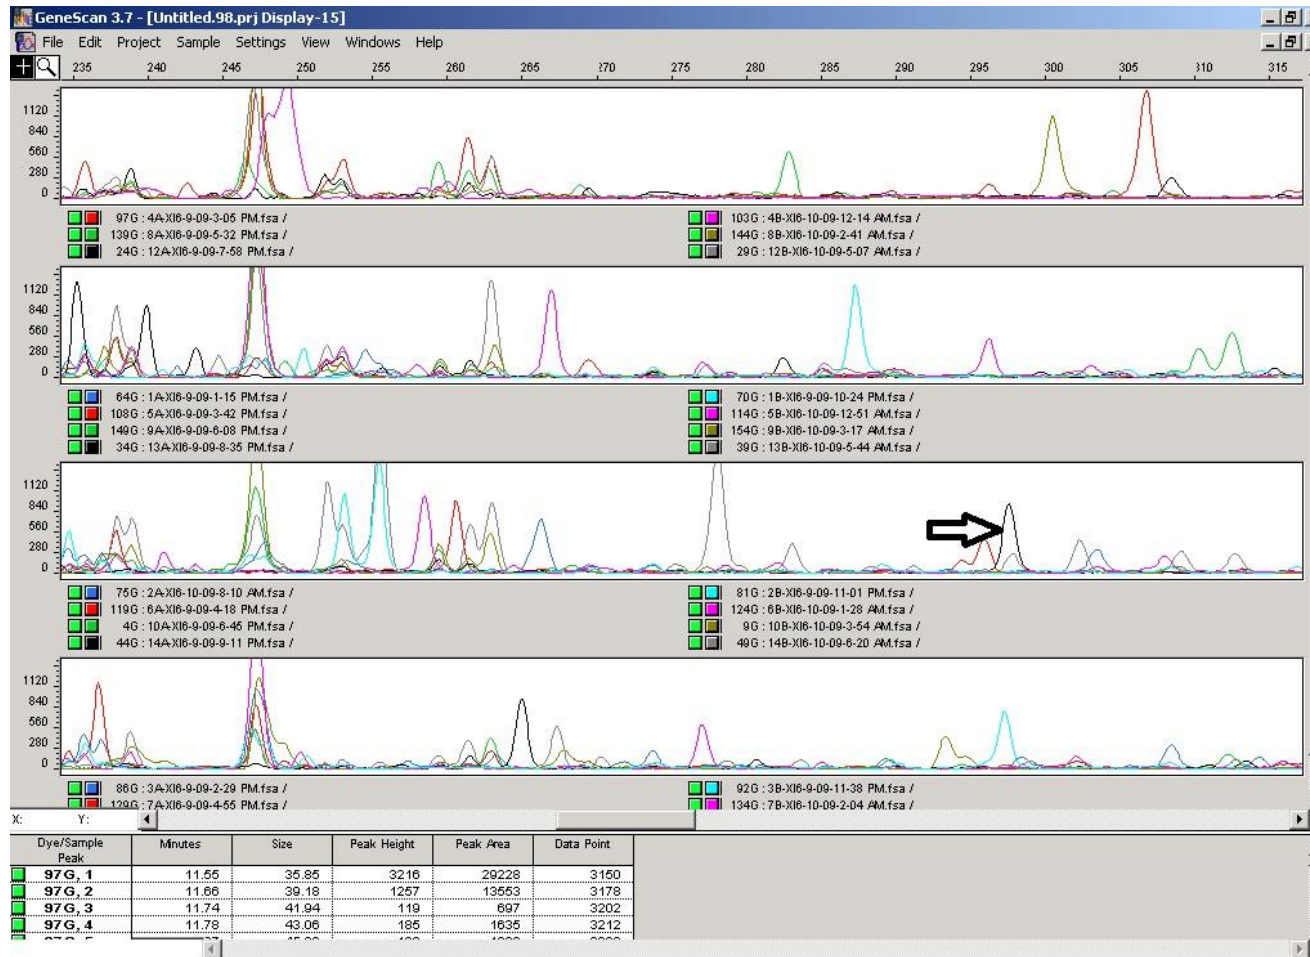 GeneScan 3.7 - [Untitled.98.prj Display-15]
File Edit Project Sample Settings View Windows Help
235 240 245 250 255 260 265 270 275 280 285 290 295 300 305 310 315
1120
840
560
280
0
97G : 4A-XI6-9-09-3-05 PM.fsa / 103G : 4B-XI6-10-09-12-14 AM.fsa /
139G : 8A-XI6-9-09-5-32 PM.fsa / 144G : 8B-XI6-10-09-2-41 AM.fsa /
24G : 12A-XI6-9-09-7-58 PM.fsa / 29G : 12B-XI6-10-09-5-07 AM.fsa /
1120
840
560
280
0
64G : 1A-XI6-9-09-1-15 PM.fsa / 70G : 1B-XI6-9-09-10-24 PM.fsa /
108G : 5A-XI6-9-09-3-42 PM.fsa / 114G : 5B-XI6-10-09-12-51 AM.fsa /
149G : 9A-XI6-9-09-6-08 PM.fsa / 154G : 9B-XI6-10-09-3-17 AM.fsa /
34G : 13A-XI6-9-09-8-35 PM.fsa / 39G : 13B-XI6-10-09-5-44 AM.fsa /
1120
840
560
280
0
75G : 2A-XI6-10-09-8-10 AM.fsa / 81G : 2B-XI6-9-09-11-01 PM.fsa /
119G : 6A-XI6-9-09-4-18 PM.fsa / 124G : 6B-XI6-10-09-1-28 AM.fsa /
4G : 10A-XI6-9-09-6-45 PM.fsa / 9G : 10B-XI6-10-09-3-54 AM.fsa /
44G : 14A-XI6-9-09-9-11 PM.fsa / 49G : 14B-XI6-10-09-6-20 AM.fsa /
1120
840
560
280
0
86G : 3A-XI6-9-09-2-29 PM.fsa / 92G : 3B-XI6-9-09-11-38 PM.fsa /
129G : 7A-XI6-9-09-4-55 PM.fsa / 134G : 7B-XI6-10-09-2-04 AM.fsa /
X: Y:
Dye/Sample Peak Minutes Size Peak Height Peak Area Data Point
97G, 1 11.55 35.85 3216 29228 3150
97G, 2 11.66 39.18 1257 13553 3178
97G, 3 11.74 41.94 119 697 3202
97G, 4 11.78 43.06 185 1635 3212